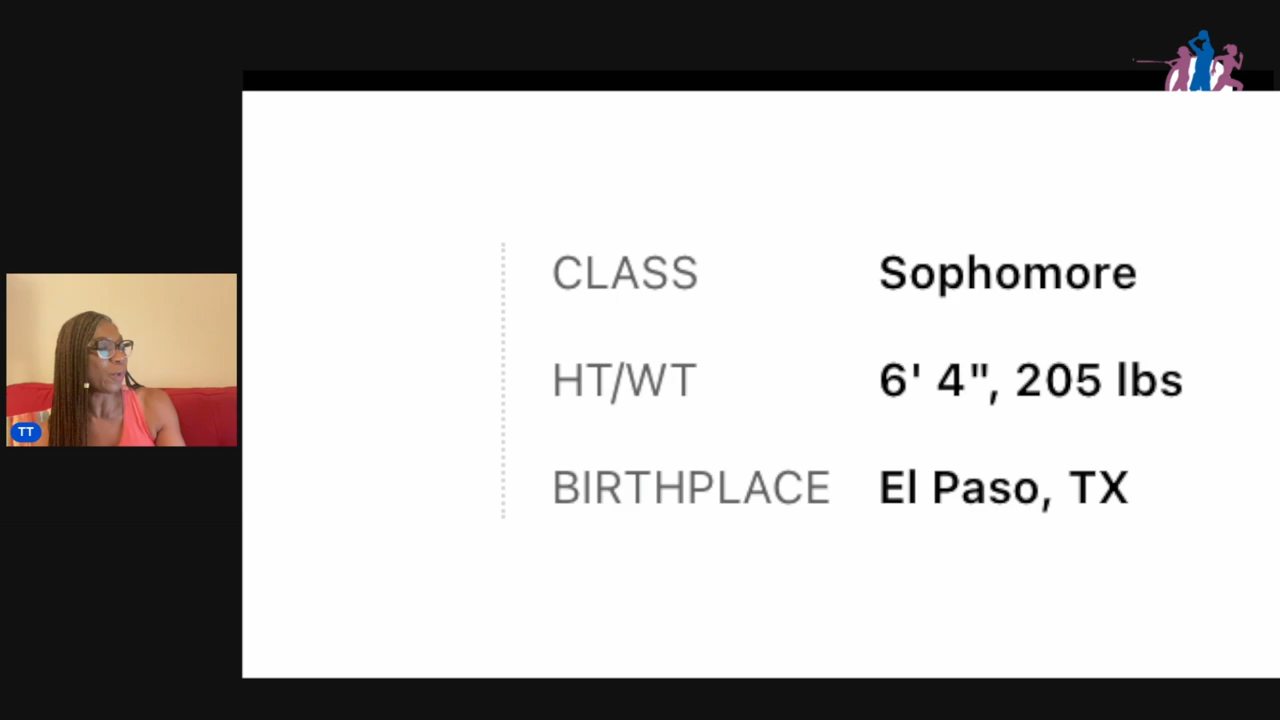 CLASS Sophomore
HT/WT 6' 4", 205 lbs
BIRTHPLACE El Paso, TX
TT